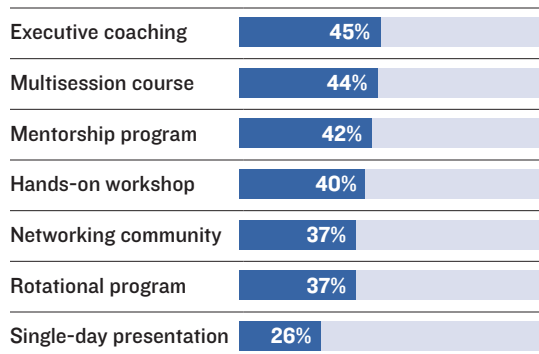 Executive coaching 45%
Multisession course 44%
Mentorship program 42%
Hands-on workshop 40%
Networking community 37%
Rotational program 37%
Single-day presentation 26%